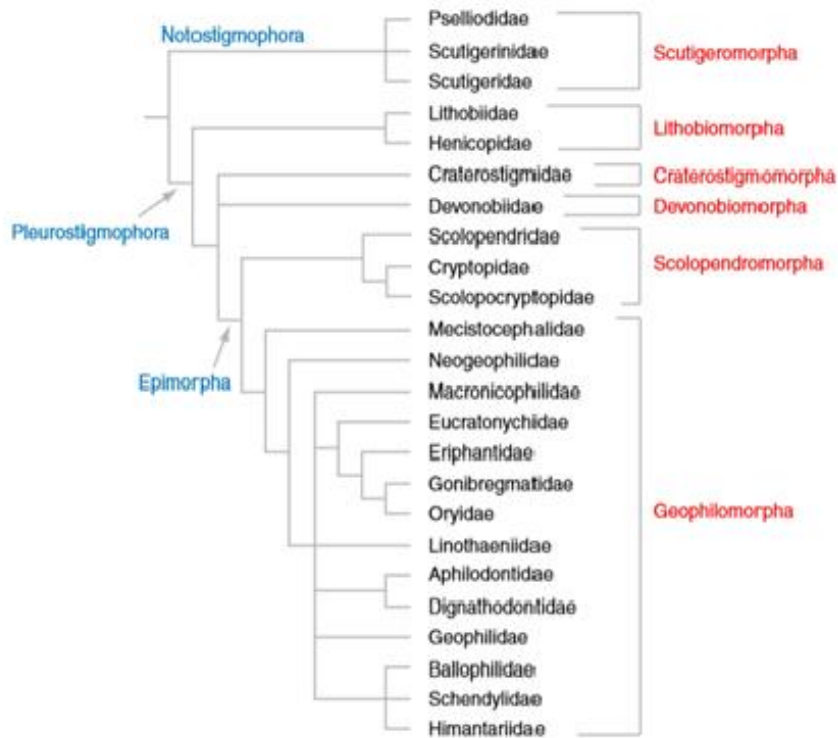 Notostigmophora
Pselliodidae
Scutigerinidae
Scutigeridae
Scutigeromorpha
Lithobiidae
Henicopidae
Lithobiomorpha
Craterostigmidae
Craterostigmomorpha
Devonobiidae
Devonobiomorpha
Pleurostigmophora
Scolopendridae
Cryptopidae
Scolopocryptopidae
Scolopendromorpha
Epimorpha
Mecistocephalidae
Neogeophilidae
Macronicophilidae
Eucratonychiidae
Eriphantidae
Gonibregmatidae
Oryidae
Linothaeniidae
Aphilodontidae
Dignathodontidae
Geophilidae
Ballophilidae
Schendylidae
Himantariidae
Geophilomorpha